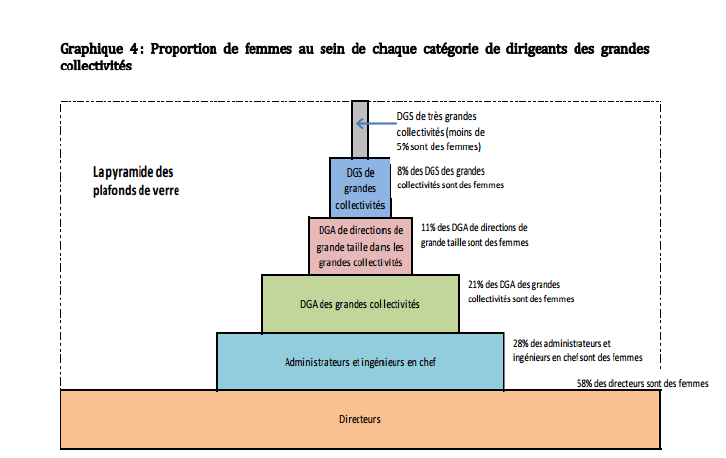 Graphique 4 : Proportion de femmes au sein de chaque catégorie de dirigeants des grandes
collectivités
DGS de très grandes
collectivités (moins de
5% sont des femmes)
La pyramide des
plafonds de verre
DGS de
grandes
collectivités
8% des DGS des grandes
collectivités sont des femmes
DGA de directions de
grande taille dans les
grandes collectivités
11% des DGA de directions de
grande taille sont des femmes
DGA des grandes collectivités
21% des DGA des grandes
collectivités sont des femmes
Administrateurs et ingénieurs en chef
28% des administrateurs et
ingénieurs en chef sont des femmes
58% des directeurs sont des femmes
Directeurs